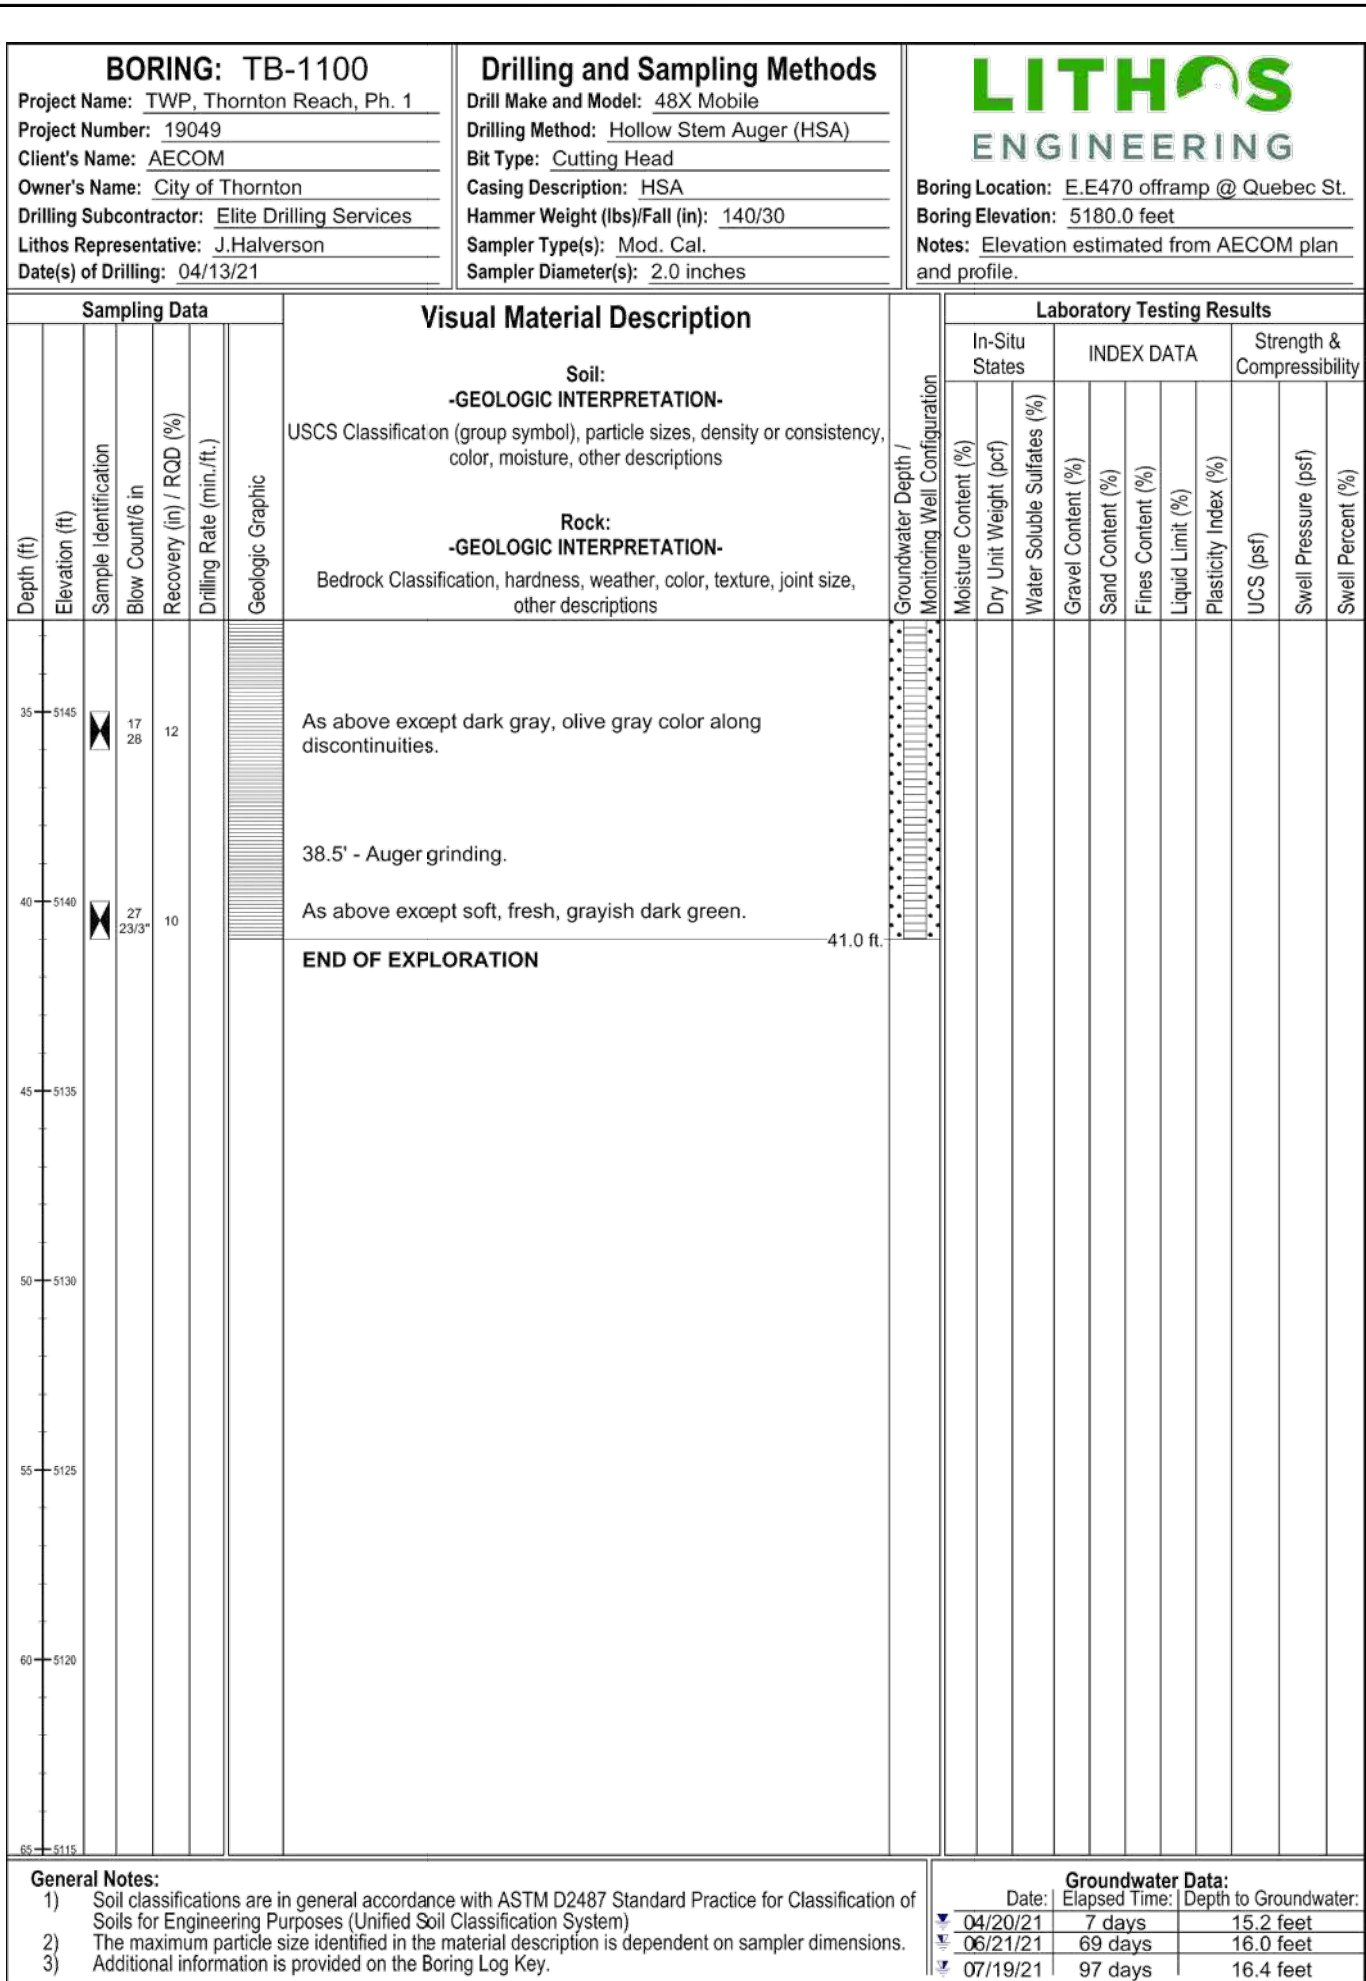 BORING: TB-1100
Project Name: TWP, Thornton Reach, Ph. 1
Project Number: 19049
Client's Name: AECOM
Owner's Name: City of Thornton
Drilling Subcontractor: Elite Drilling Services
Lithos Representative: J.Halverson
Date(s) of Drilling: 04/13/21
Drilling and Sampling Methods
Drill Make and Model: 48X Mobile
Drilling Method: Hollow Stem Auger (HSA)
Bit Type: Cutting Head
Casing Description: HSA
Hammer Weight (lbs)/Fall (in): 140/30
Sampler Type(s): Mod. Cal.
Sampler Diameter(s): 2.0 inches
LITHOS
ENGINEERING
Boring Location: E.E470 offramp @ Quebec St.
Boring Elevation: 5180.0 feet
Notes: Elevation estimated from AECOM plan
and profile.
Sampling Data
Depth (ft)
Elevation (ft)
Sample Identification
Blow Count/6 in
Recovery (in) / RQD (%)
Drilling Rate (min./ft.)
Geologic Graphic
Visual Material Description
Soil:
-GEOLOGIC INTERPRETATION-
USCS Classification (group symbol), particle sizes, density or consistency,
color, moisture, other descriptions
Rock:
-GEOLOGIC INTERPRETATION-
Bedrock Classification, hardness, weather, color, texture, joint size,
other descriptions
Groundwater Depth /
Monitoring Well Configuration
Laboratory Testing Results
In-Situ
States
INDEX DATA
Strength &
Compressibility
Moisture Content (%)
Dry Unit Weight (pcf)
Water Soluble Sulfates (%)
Gravel Content (%)
Sand Content (%)
Fines Content (%)
Liquid Limit (%)
Plasticity Index (%)
UCS (psf)
Swell Pressure (psf)
Swell Percent (%)
35 5145
17
28
12
As above except dark gray, olive gray color along
discontinuities.
38.5' - Auger grinding.
40 5140
27
23/3"
10
As above except soft, fresh, grayish dark green.
41.0 ft.
END OF EXPLORATION
45 5135
50 5130
55 5125
60 5120
65 5115
General Notes:
1) Soil classifications are in general accordance with ASTM D2487 Standard Practice for Classification of
Soils for Engineering Purposes (Unified Soil Classification System)
2) The maximum particle size identified in the material description is dependent on sampler dimensions.
3) Additional information is provided on the Boring Log Key.
Groundwater Data:
Date: Elapsed Time: Depth to Groundwater:
04/20/21 7 days 15.2 feet
06/21/21 69 days 16.0 feet
07/19/21 97 days 16.4 feet